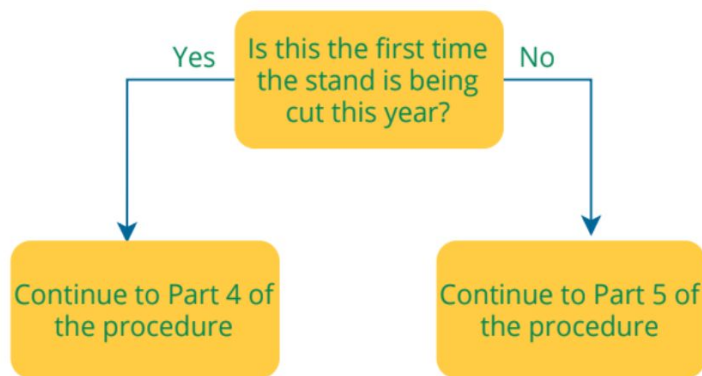 Is this the first time
the stand is being
cut this year?
Yes
No
Continue to Part 4 of
the procedure
Continue to Part 5 of
the procedure